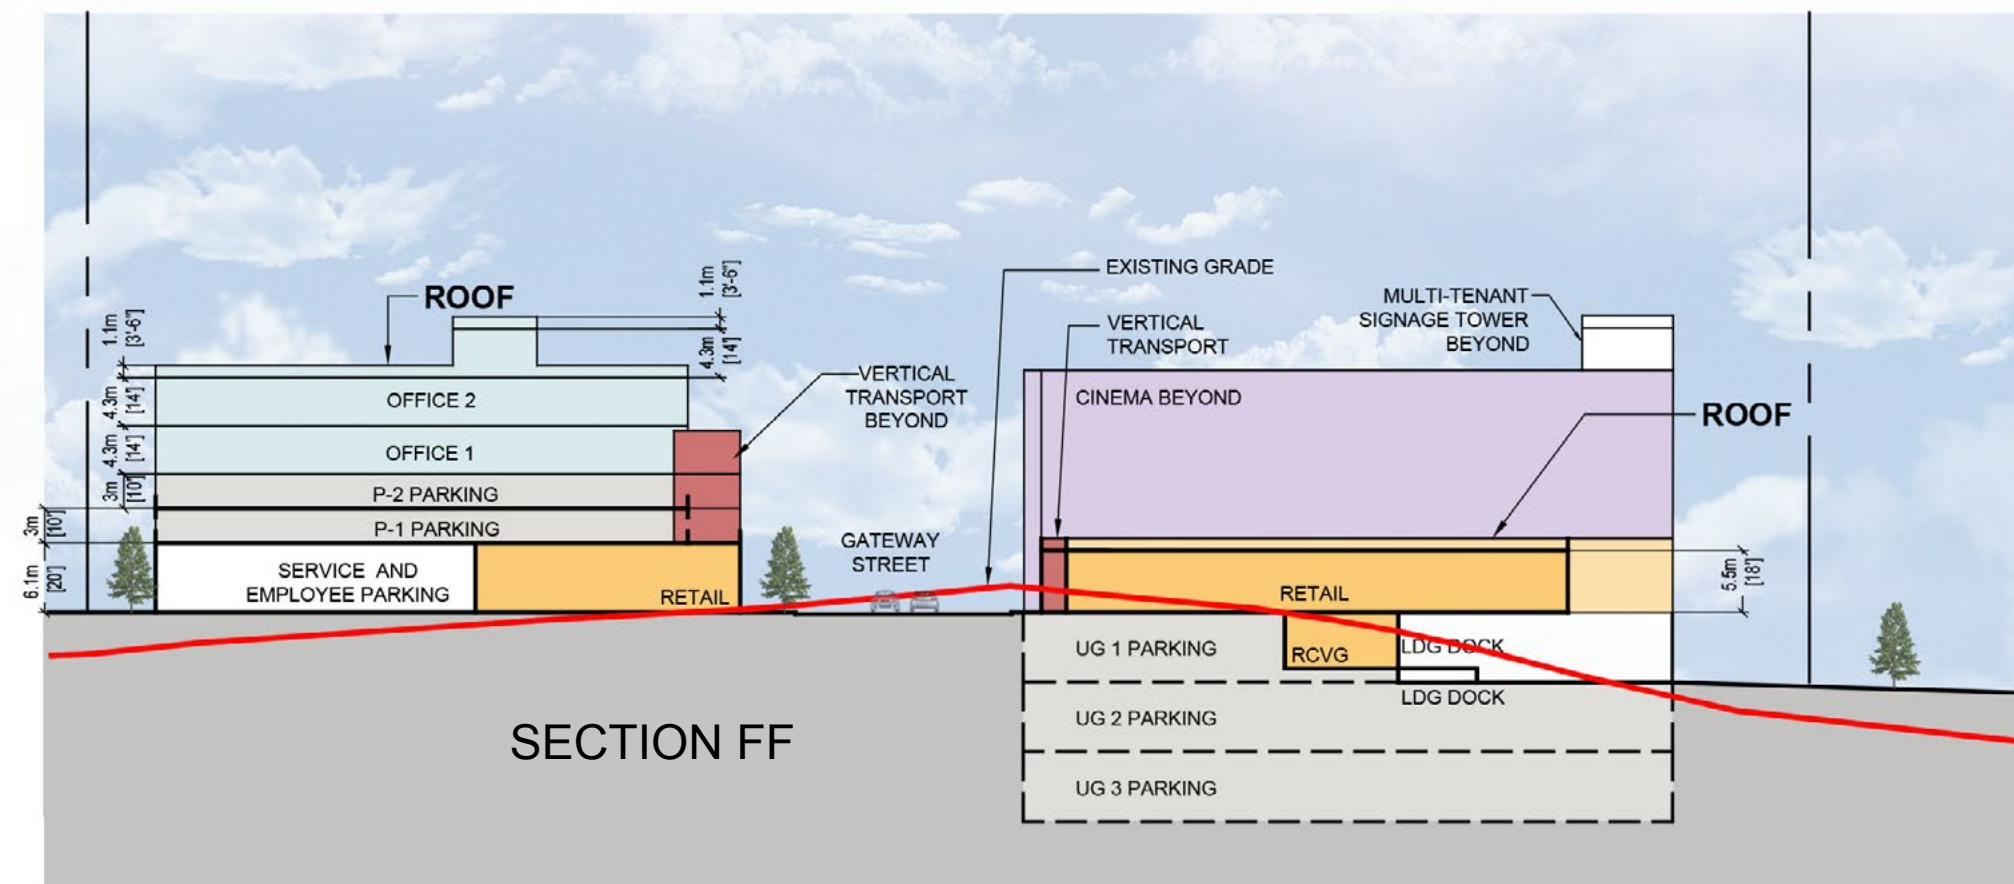 ROOF
1.1m
[3'-6"]
4.3m
[14']
1.1m
[3'-6"]
4.3m
[14']
4.3m
[14']
3m
[10']
3m
[10']
6.1m
[20']
OFFICE 2
OFFICE 1
P-2 PARKING
P-1 PARKING
SERVICE AND
EMPLOYEE PARKING
RETAIL
VERTICAL
TRANSPORT
BEYOND
GATEWAY
STREET
EXISTING GRADE
VERTICAL
TRANSPORT
MULTI-TENANT
SIGNAGE TOWER
BEYOND
CINEMA BEYOND
ROOF
RETAIL
5.5m
[18']
UG 1 PARKING
RCVG
LDG DOCK
LDG DOCK
UG 2 PARKING
UG 3 PARKING
SECTION FF